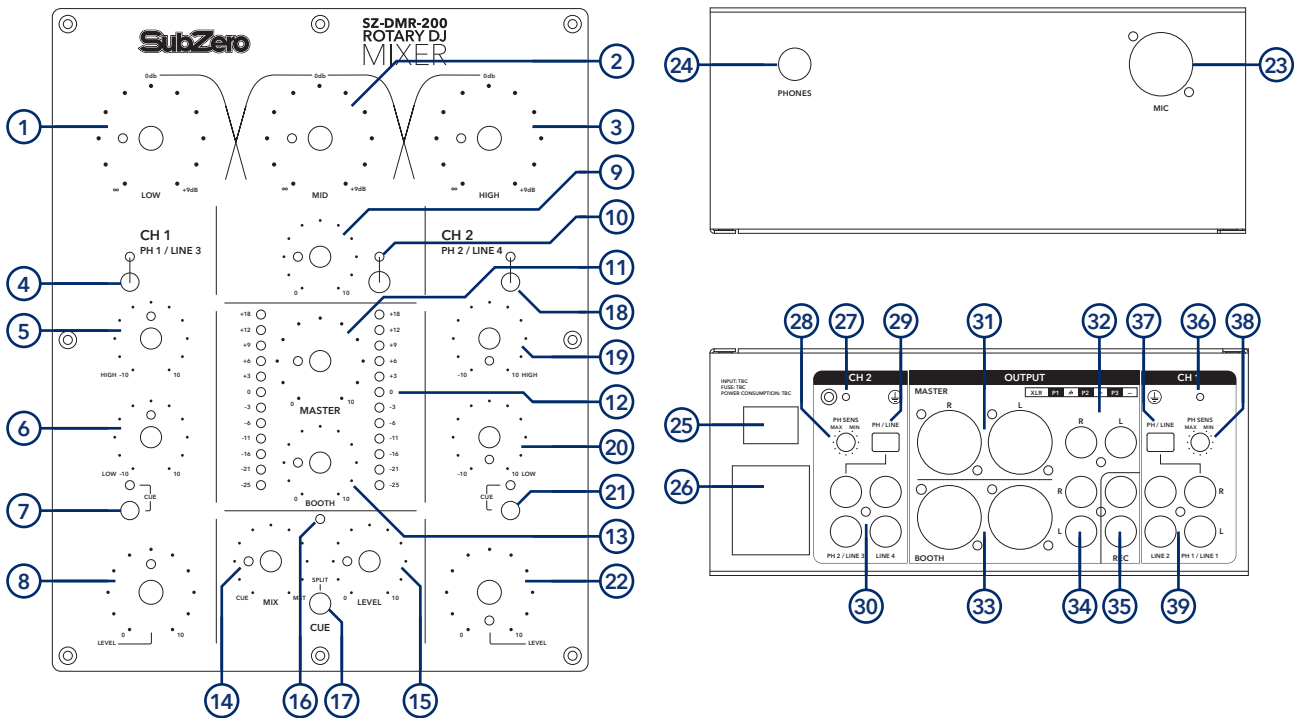 SubZero
SZ-DMR-200
ROTARY DJ
MIXER
0db
0db
0db
1
2
3
∞ LOW +9dB
∞ MID +9dB
∞ HIGH +9dB
9
10
CH 1
PH 1 / LINE 3
CH 2
PH 2 / LINE 4
4
0 10
11
18
5
HIGH -10 10
-10 10 HIGH
19
+18 +18
+12 +12
+9 +9
+6 +6
+3 +3
0 0
-3 -3
-6 -6
-11 -11
-16 -16
-21 -21
-25 -25
0 10
MASTER
12
6
LOW -10 10
-10 10 LOW
20
0 10
BOOTH
CUE
CUE
7
21
13
8
22
CUE MIX MST
SPLIT
0 LEVEL 10
CUE
0 10
LEVEL
0 10
LEVEL
14
16
17
15
24
PHONES
23
MIC
28
27
29
31
32
37
36
38
INPUT: TBC
FUSE: TBC
POWER CONSUMPTION: TBC
CH 2
OUTPUT
CH 1
MASTER
XLR P1 P2 + P3 −
R L
R L
PH SENS
MAX MIN
PH / LINE
PH / LINE
PH SENS
MAX MIN
25
26
R
L
R
L
PH 2 / LINE 3
LINE 4
BOOTH
REC
LINE 2
PH 1 / LINE 1
30
33
34
35
39